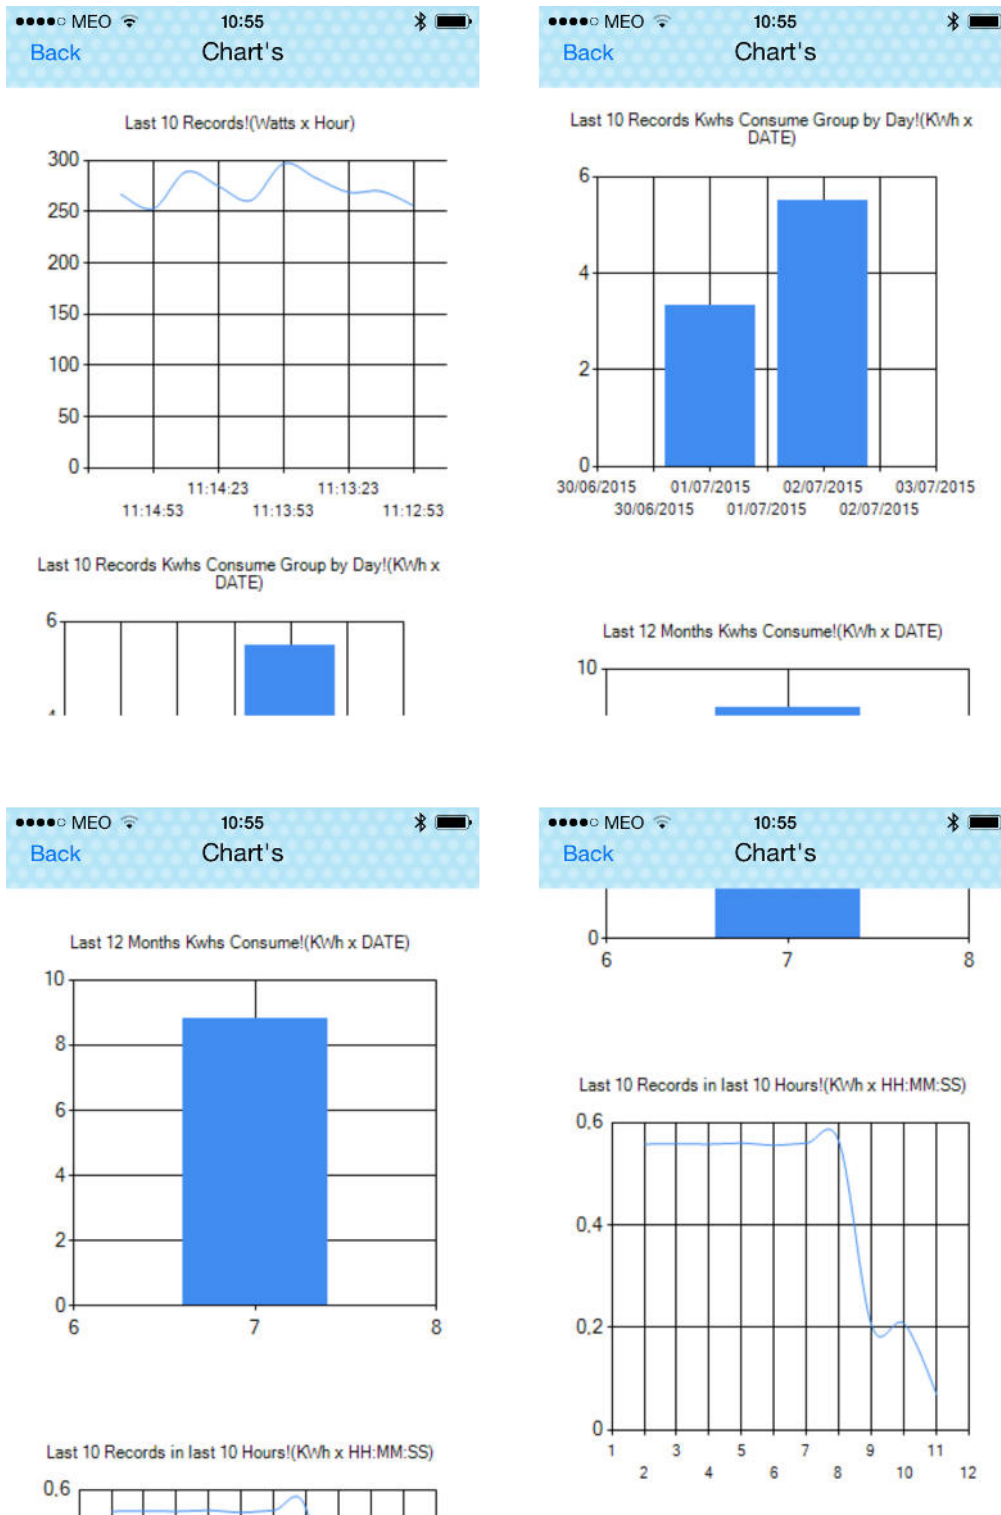 MEO 10:55
Back Chart's
Last 10 Records!(Watts x Hour)
300
250
200
150
100
50
0
11:14:23 11:13:23
11:14:53 11:13:53 11:12:53
Last 10 Records Kwhs Consume Group by Day!(KWh x
DATE)
6
4
MEO 10:55
Back Chart's
Last 10 Records Kwhs Consume Group by Day!(KWh x
DATE)
6
4
2
0
30/06/2015 01/07/2015 02/07/2015 03/07/2015
30/06/2015 01/07/2015 02/07/2015
Last 12 Months Kwhs Consume!(KWh x DATE)
10
MEO 10:55
Back Chart's
Last 12 Months Kwhs Consume!(KWh x DATE)
10
8
6
4
2
0
6 7 8
Last 10 Records in last 10 Hours!(KWh x HH:MM:SS)
0,6
MEO 10:55
Back Chart's
0
6 7 8
Last 10 Records in last 10 Hours!(KWh x HH:MM:SS)
0,6
0,4
0,2
0
1 3 5 7 9 11
2 4 6 8 10 12